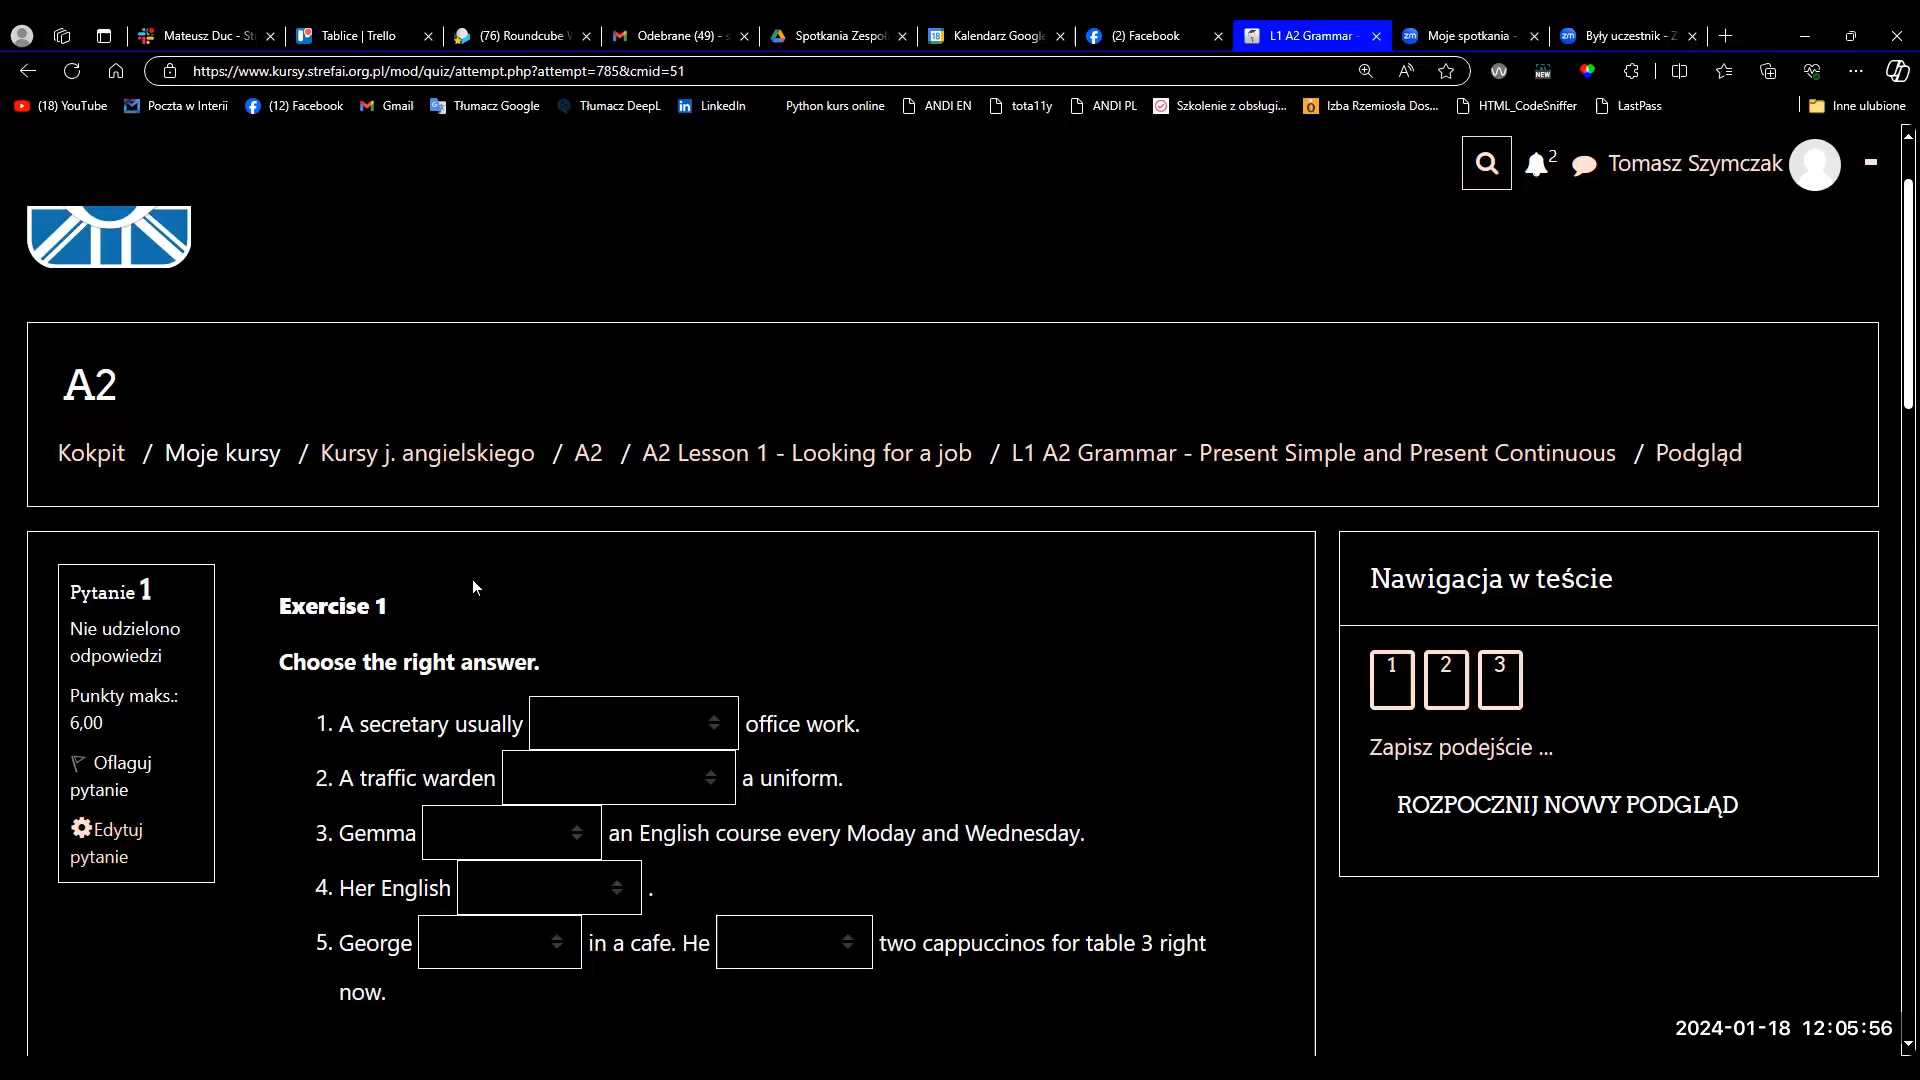 Mateusz Duc - St
Tablice | Trello
(76) Roundcube W
Odebrane (49) - s
Spotkania Zespoł
Kalendarz Google
(2) Facebook
L1 A2 Grammar -
Moje spotkania -
Były uczestnik - Z
https://www.kursy.strefai.org.pl/mod/quiz/attempt.php?attempt=785&cmid=51
NEW
(18) YouTube
Poczta w Interii
(12) Facebook
Gmail
Tłumacz Google
Tłumacz DeepL
LinkedIn
Python kurs online
ANDI EN
tota11y
ANDI PL
Szkolenie z obsługi...
Izba Rzemiosła Dos...
HTML_CodeSniffer
LastPass
Inne ulubione
2
Tomasz Szymczak
A2
Kokpit / Moje kursy / Kursy j. angielskiego / A2 / A2 Lesson 1 - Looking for a job / L1 A2 Grammar - Present Simple and Present Continuous / Podgląd
Pytanie 1
Nie udzielono
odpowiedzi
Punkty maks.:
6,00
Oflaguj
pytanie
Edytuj
pytanie
Exercise 1
Choose the right answer.
1. A secretary usually office work.
2. A traffic warden a uniform.
3. Gemma an English course every Moday and Wednesday.
4. Her English .
5. George in a cafe. He two cappuccinos for table 3 right
now.
Nawigacja w teście
1 2 3
Zapisz podejście ...
ROZPOCZNIJ NOWY PODGLĄD
2024-01-18 12:05:56